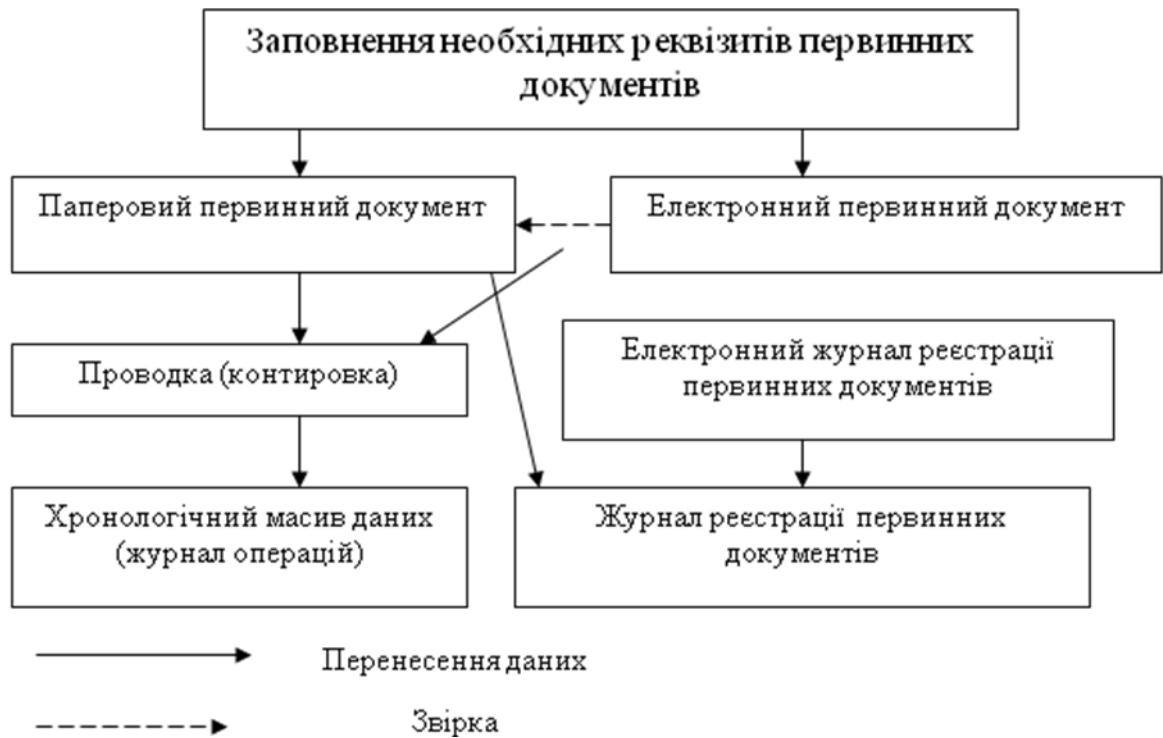 Заповнення необхідних реквізитів первинних
документів
Паперовий первинний документ
Електронний первинний документ
Проводка (контировка)
Електронний журнал реєстрації
первинних документів
Хронологічний масив даних
(журнал операцій)
Журнал реєстрації первинних
документів
Перенесення даних
Звірка